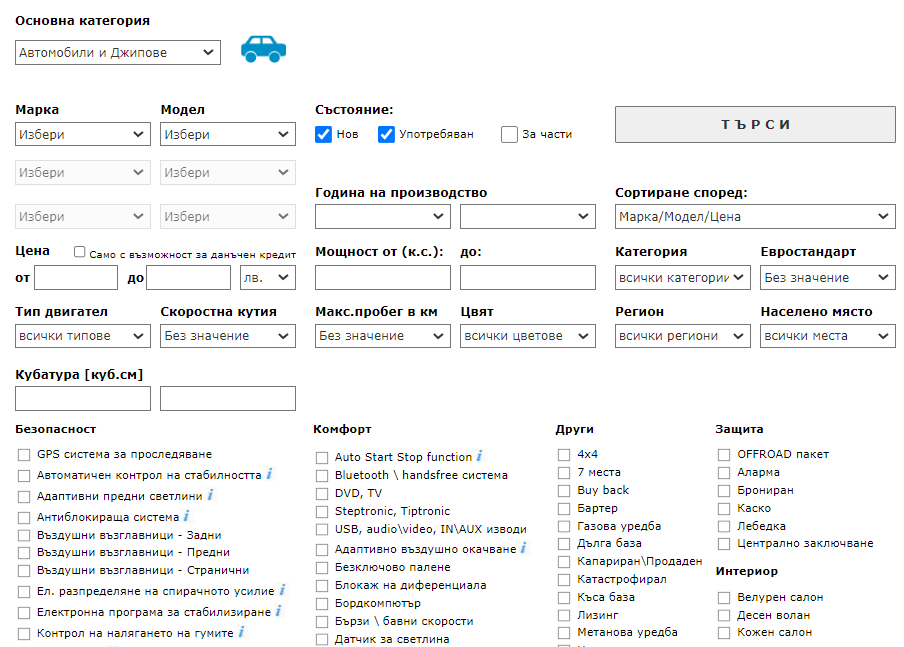 Основна категория
Автомобили и Джипове
Марка Модел Състояние:
Избери Избери Нов Употребяван За части Т Ъ Р С И
Избери Избери
Година на производство Сортиране според:
Избери Избери Марка/Модел/Цена
Цена Само с възможност за данъчен кредит Мощност от (к.с.): до: Категория Евростандарт
от до лв. всички категории Без значение
Тип двигател Скоростна кутия Макс.пробег в км Цвят Регион Населено място
всички типове Без значение Без значение всички цветове всички региони всички места
Кубатура [куб.см]
Безопасност
GPS система за проследяване
Автоматичен контрол на стабилността i
Адаптивни предни светлини i
Антиблокираща система i
Въздушни възглавници - Задни
Въздушни възглавници - Предни
Въздушни възглавници - Странични
Ел. разпределяне на спирачното усилие i
Електронна програма за стабилизиране i
Контрол на налягането на гумите i
Комфорт
Auto Start Stop function i
Bluetooth \ handsfree система
DVD, TV
Steptronic, Tiptronic
USB, audio\video, IN\AUX изводи
Адаптивно въздушно окачване i
Безключово палене
Блокаж на диференциала
Бордкомпютър
Бързи \ бавни скорости
Датчик за светлина
Други
4x4
7 места
Buy back
Бартер
Газова уредба
Дълга база
Капариран\Продаден
Катастрофирал
Къса база
Лизинг
Метанова уредба
Защита
OFFROAD пакет
Аларма
Брониран
Каско
Лебедка
Централно заключване
Интериор
Велурен салон
Десен волан
Кожен салон